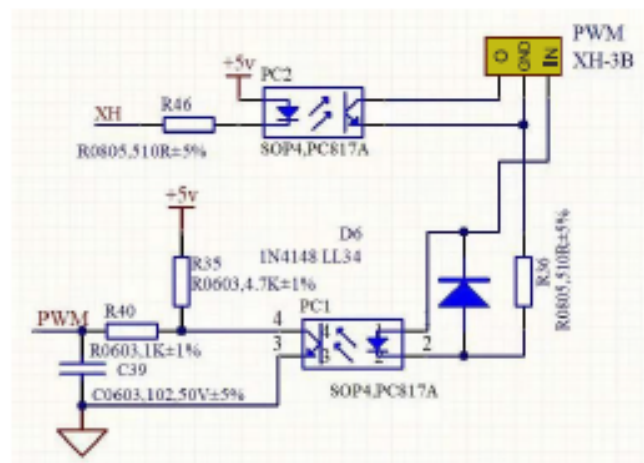 PWM
XH-3B
O
GND
IN
+5v
PC2
XH
R46
R0805,510R±5%
SOP4,PC817A
+5v
D6
1N4148 LL34
R35
R0603,4.7K±1%
PC1
R36
R0805,510R±5%
PWM
R40
4
4
1
3
3
2
2
R0603,1K±1%
C39
C0603,102,50V±5%
SOP4,PC817A